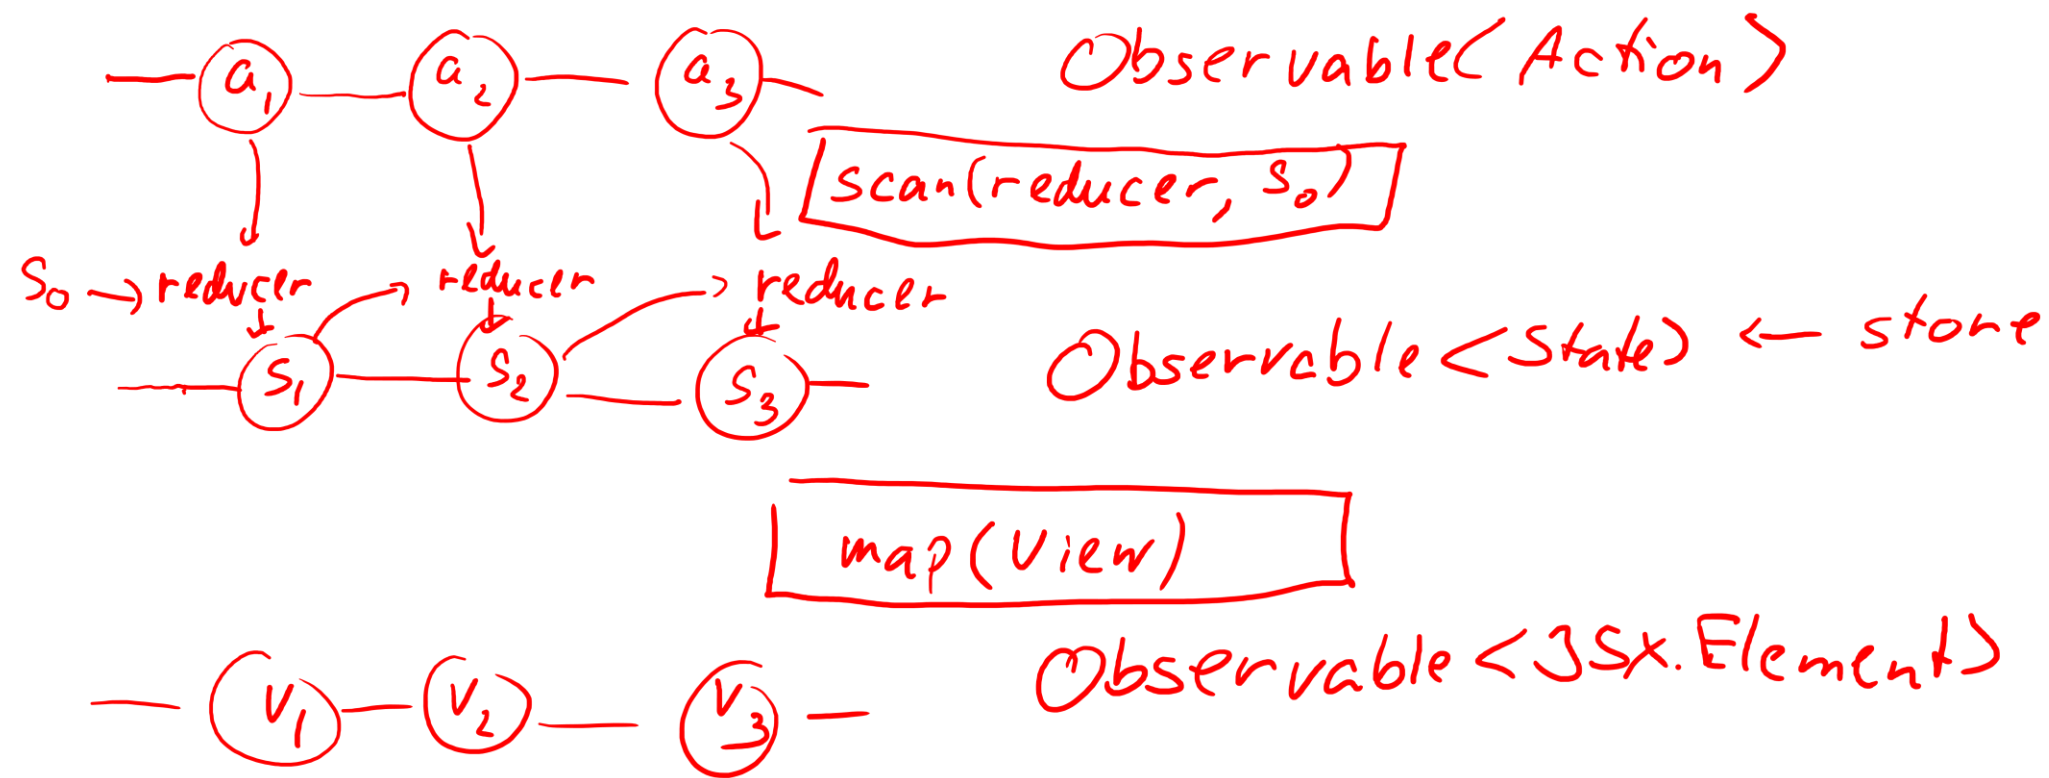 a₁ a₂ a₃ Observable<Action>
scan(reducer, S₀)
S₀ → reducer reducer reducer
S₁ S₂ S₃ Observable<State> ← store
map(View)
V₁ V₂ V₃ Observable<JSX.Element>